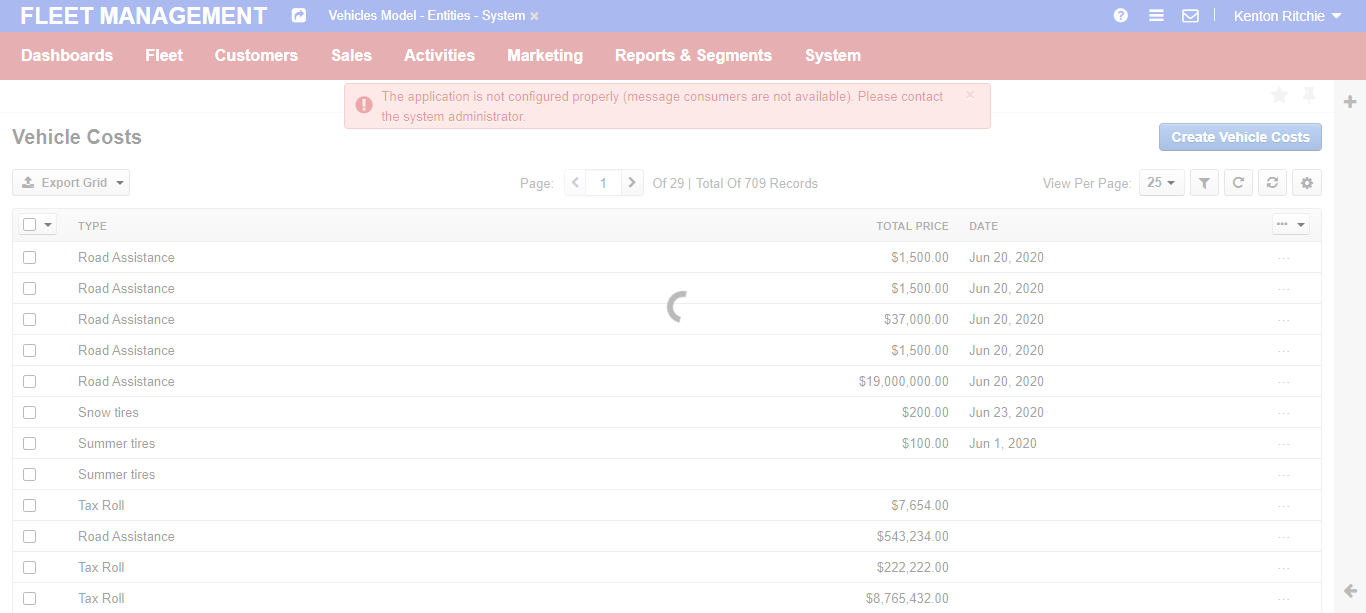 FLEET MANAGEMENT
Vehicles Model - Entities - System ×
Kenton Ritchie
Dashboards Fleet Customers Sales Activities Marketing Reports & Segments System
The application is not configured properly (message consumers are not available). Please contact
the system administrator.
×
Vehicle Costs
Create Vehicle Costs
Export Grid
Page: 1 Of 29 | Total Of 709 Records
View Per Page: 25
TYPE TOTAL PRICE DATE
Road Assistance $1,500.00 Jun 20, 2020
Road Assistance $1,500.00 Jun 20, 2020
Road Assistance $37,000.00 Jun 20, 2020
Road Assistance $1,500.00 Jun 20, 2020
Road Assistance $19,000,000.00 Jun 20, 2020
Snow tires $200.00 Jun 23, 2020
Summer tires $100.00 Jun 1, 2020
Summer tires
Tax Roll $7,654.00
Road Assistance $543,234.00
Tax Roll $222,222.00
Tax Roll $8,765,432.00